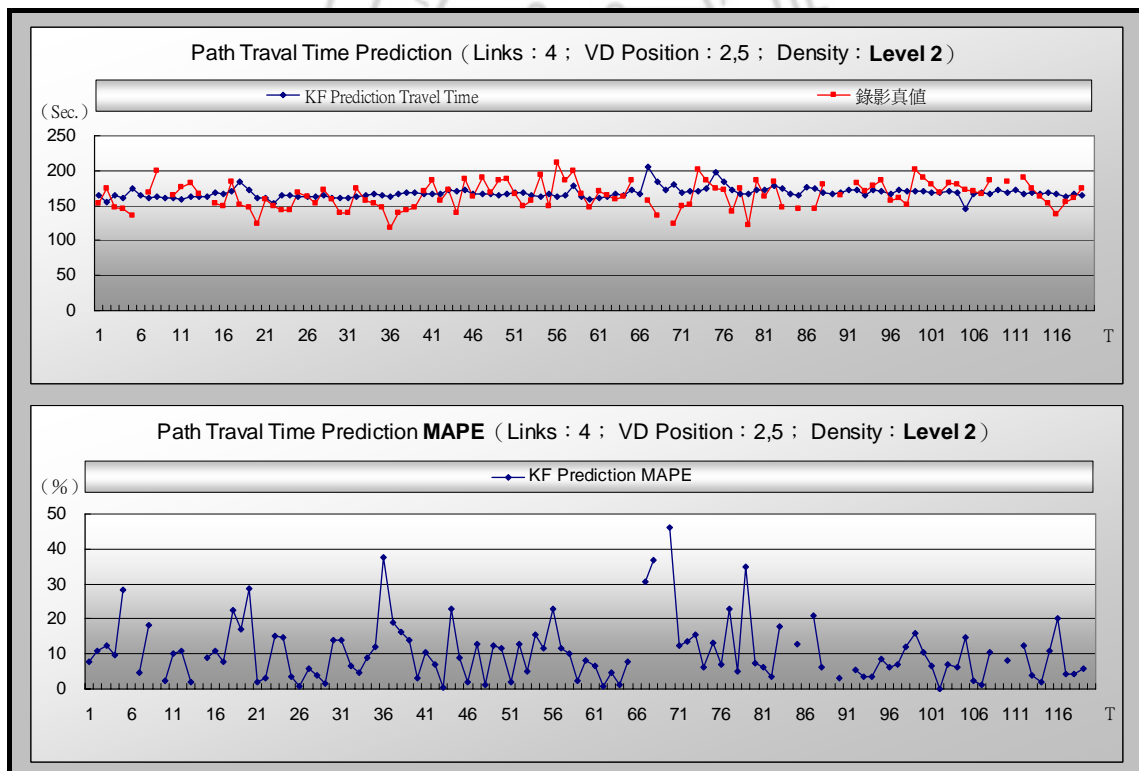 Path Traval Time Prediction（Links：4； VD Position：2,5； Density：Level 2）
KF Prediction Travel Time 錄影真值
(Sec.)
250
200
150
100
50
0
1 6 11 16 21 26 31 36 41 46 51 56 61 66 71 76 81 86 91 96 101 106 111 116 T
Path Traval Time Prediction MAPE（Links：4； VD Position：2,5； Density：Level 2）
KF Prediction MAPE
(%)
50
40
30
20
10
0
1 6 11 16 21 26 31 36 41 46 51 56 61 66 71 76 81 86 91 96 101 106 111 116 T